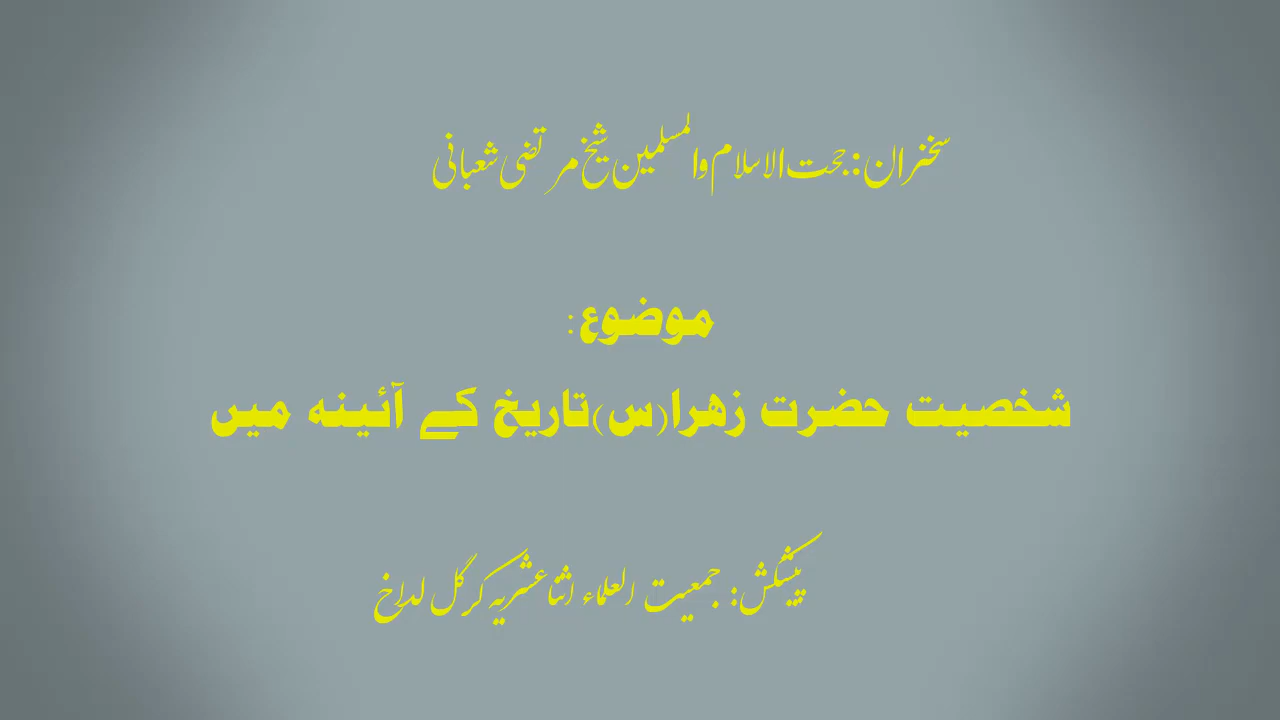 سخنران: حجت الاسلام والمسلمین شیخ مرتضی شعبانی
موضوع:
شخصیت حضرت زهرا(س)تاریخ کے آئینہ میں
پیشکش: جمعیت العلماء اثنا عشریہ کرگل لداخ